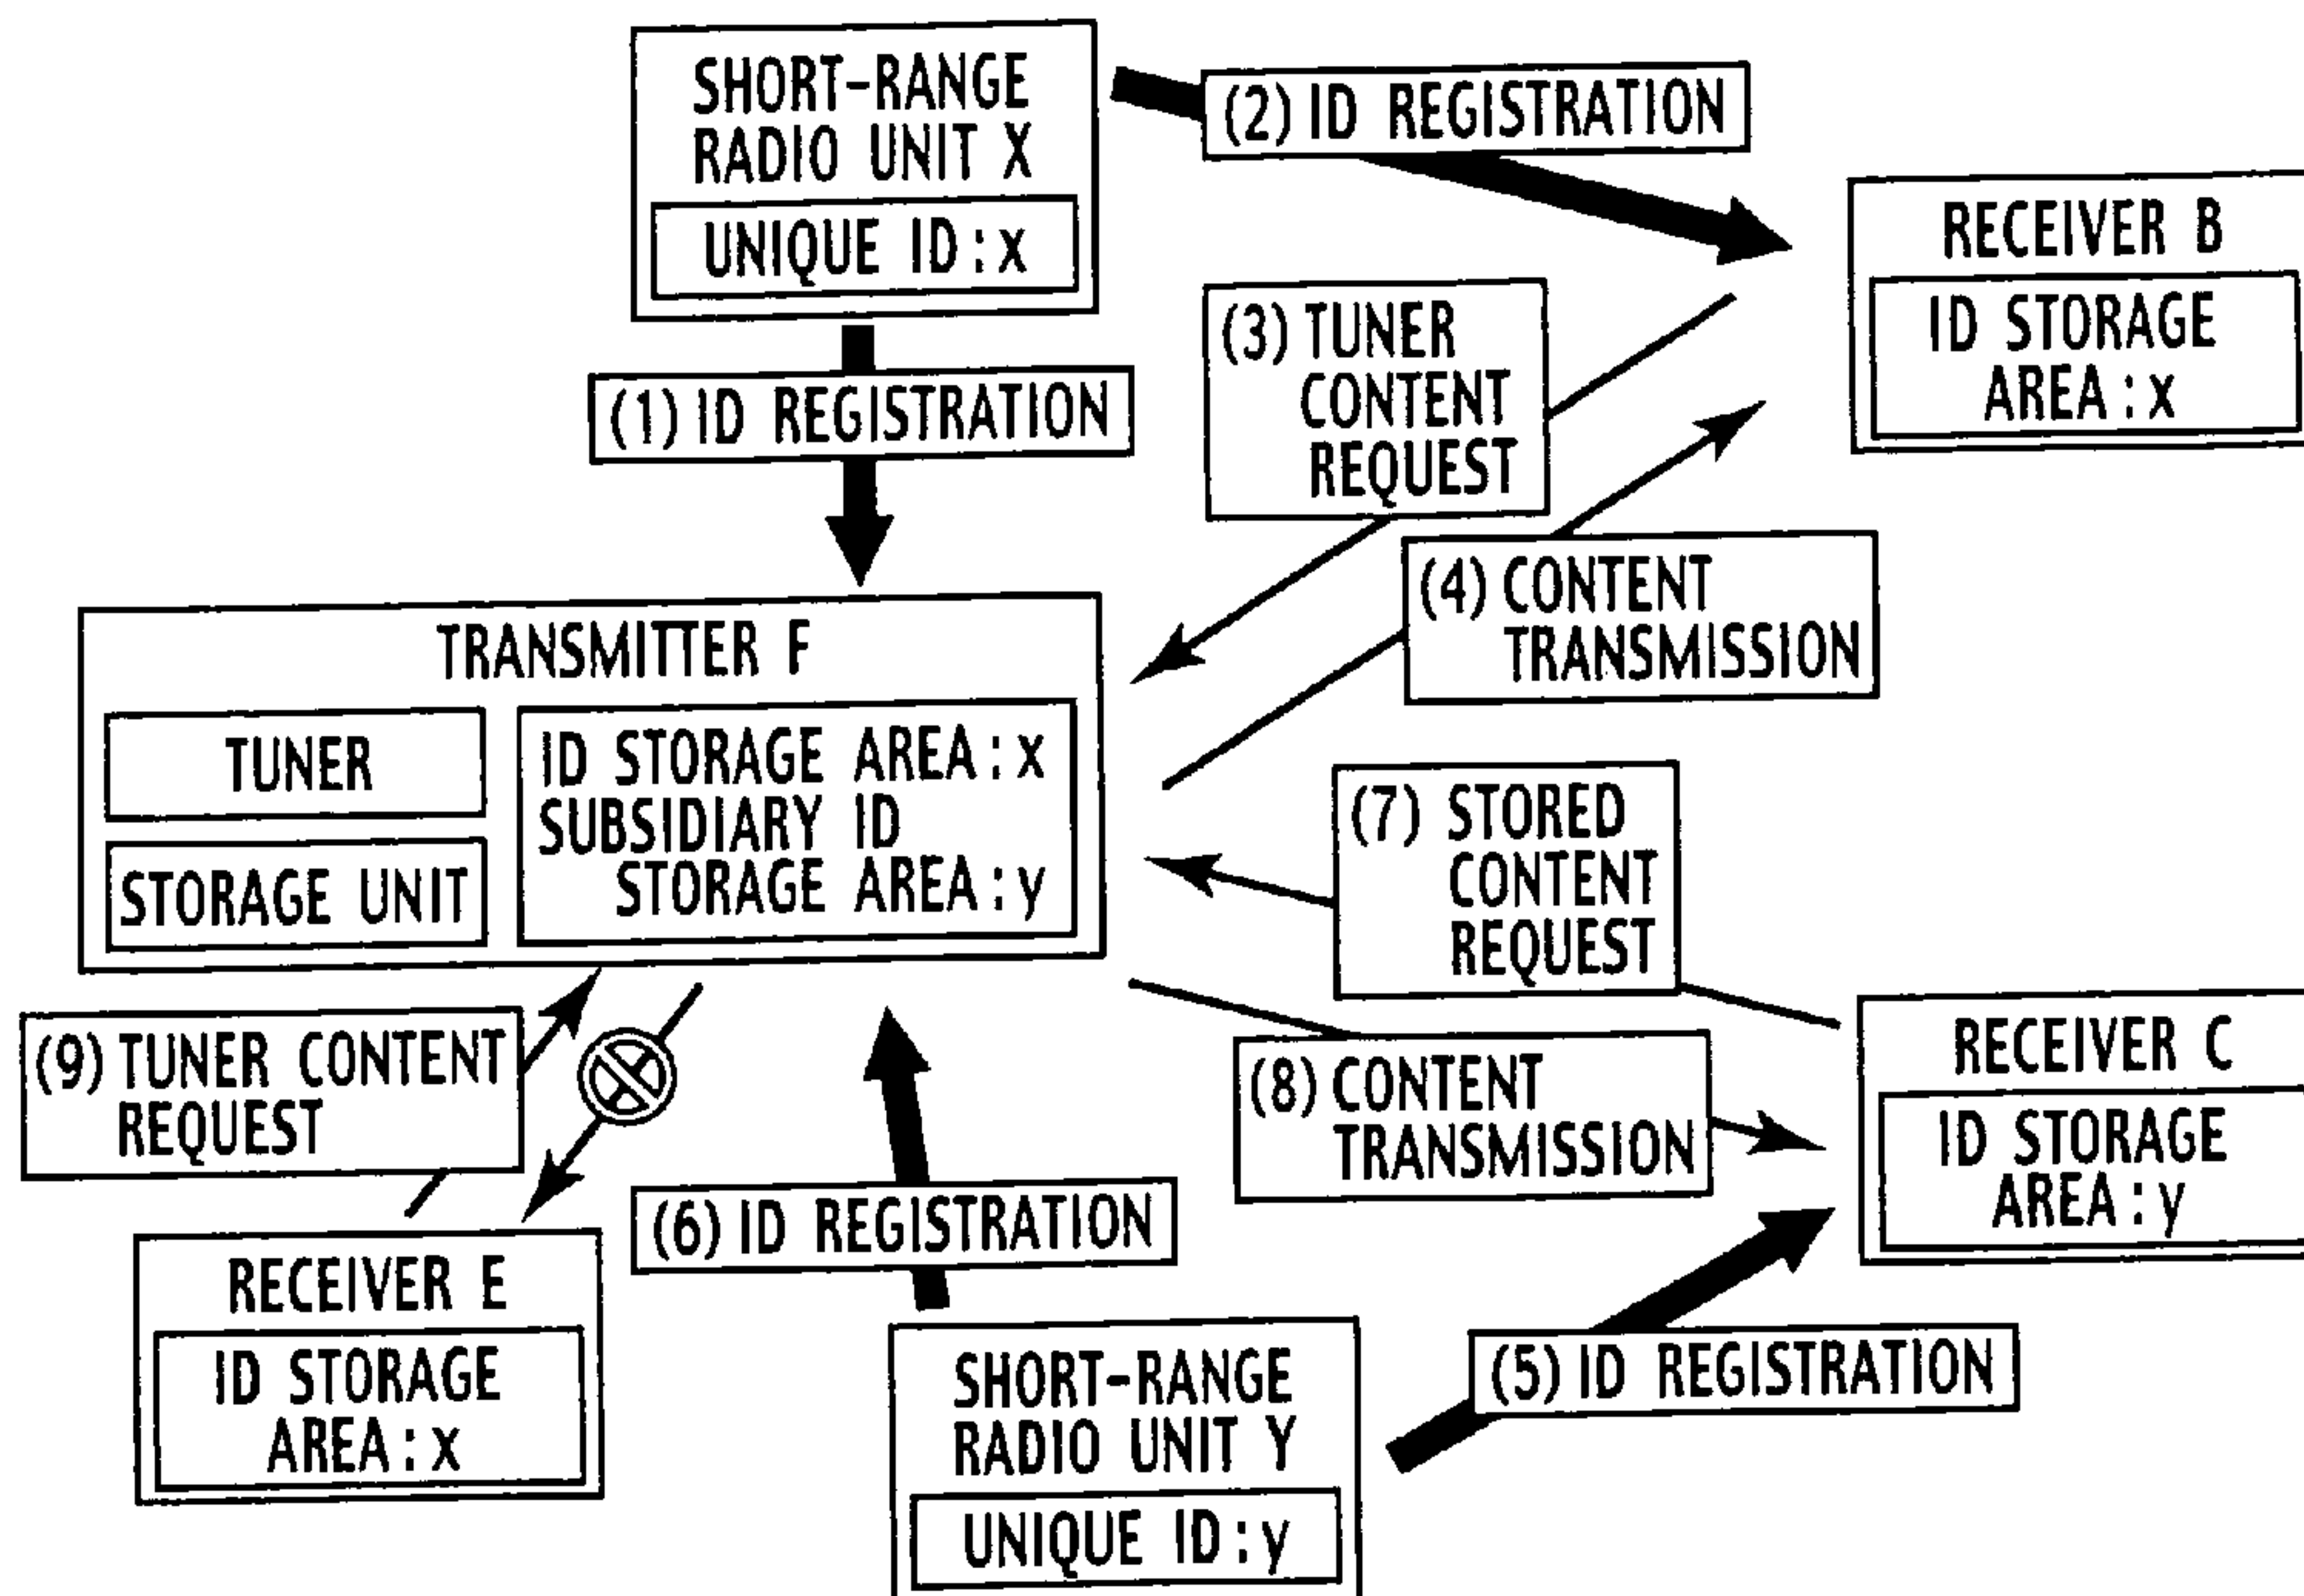 SHORT-RANGE
RADIO UNIT X
UNIQUE ID : x
(2) ID REGISTRATION
RECEIVER B
ID STORAGE
AREA : x
(1) ID REGISTRATION
(3) TUNER
CONTENT
REQUEST
(4) CONTENT
TRANSMISSION
TRANSMITTER F
TUNER
STORAGE UNIT
ID STORAGE AREA : x
SUBSIDIARY ID
STORAGE AREA : y
(7) STORED
CONTENT
REQUEST
(8) CONTENT
TRANSMISSION
RECEIVER C
ID STORAGE
AREA : y
(9) TUNER CONTENT
REQUEST
(6) ID REGISTRATION
RECEIVER E
ID STORAGE
AREA : x
SHORT-RANGE
RADIO UNIT Y
UNIQUE ID : y
(5) ID REGISTRATION